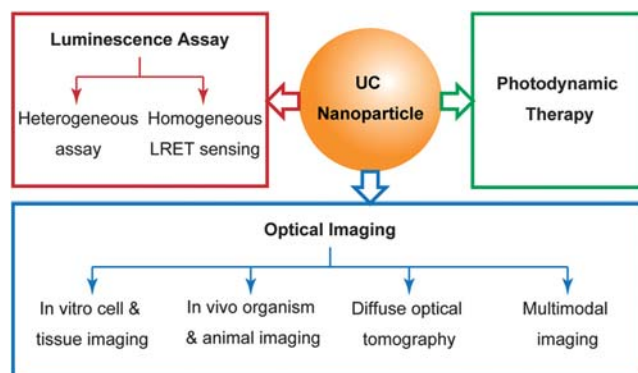 Luminescence Assay
Heterogeneous
assay
Homogeneous
LRET sensing
UC
Nanoparticle
Photodynamic
Therapy
Optical Imaging
In vitro cell &
tissue imaging
In vivo organism
& animal imaging
Diffuse optical
tomography
Multimodal
imaging